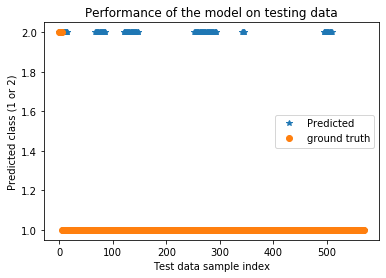 Performance of the model on testing data
Predicted class (1 or 2)
2.0
1.8
1.6
1.4
1.2
1.0
Predicted
ground truth
0
100
200
300
400
500
Test data sample index